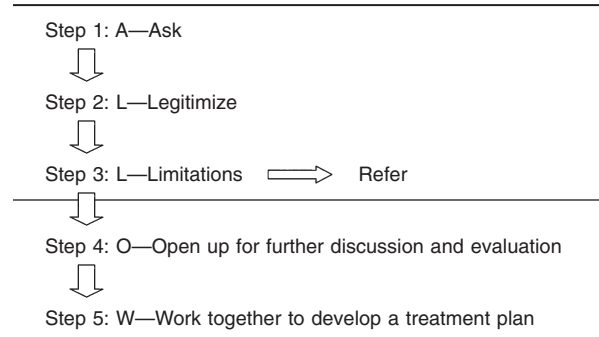 Step 1: A—Ask
Step 2: L—Legitimize
Step 3: L—Limitations Refer
Step 4: O—Open up for further discussion and evaluation
Step 5: W—Work together to develop a treatment plan